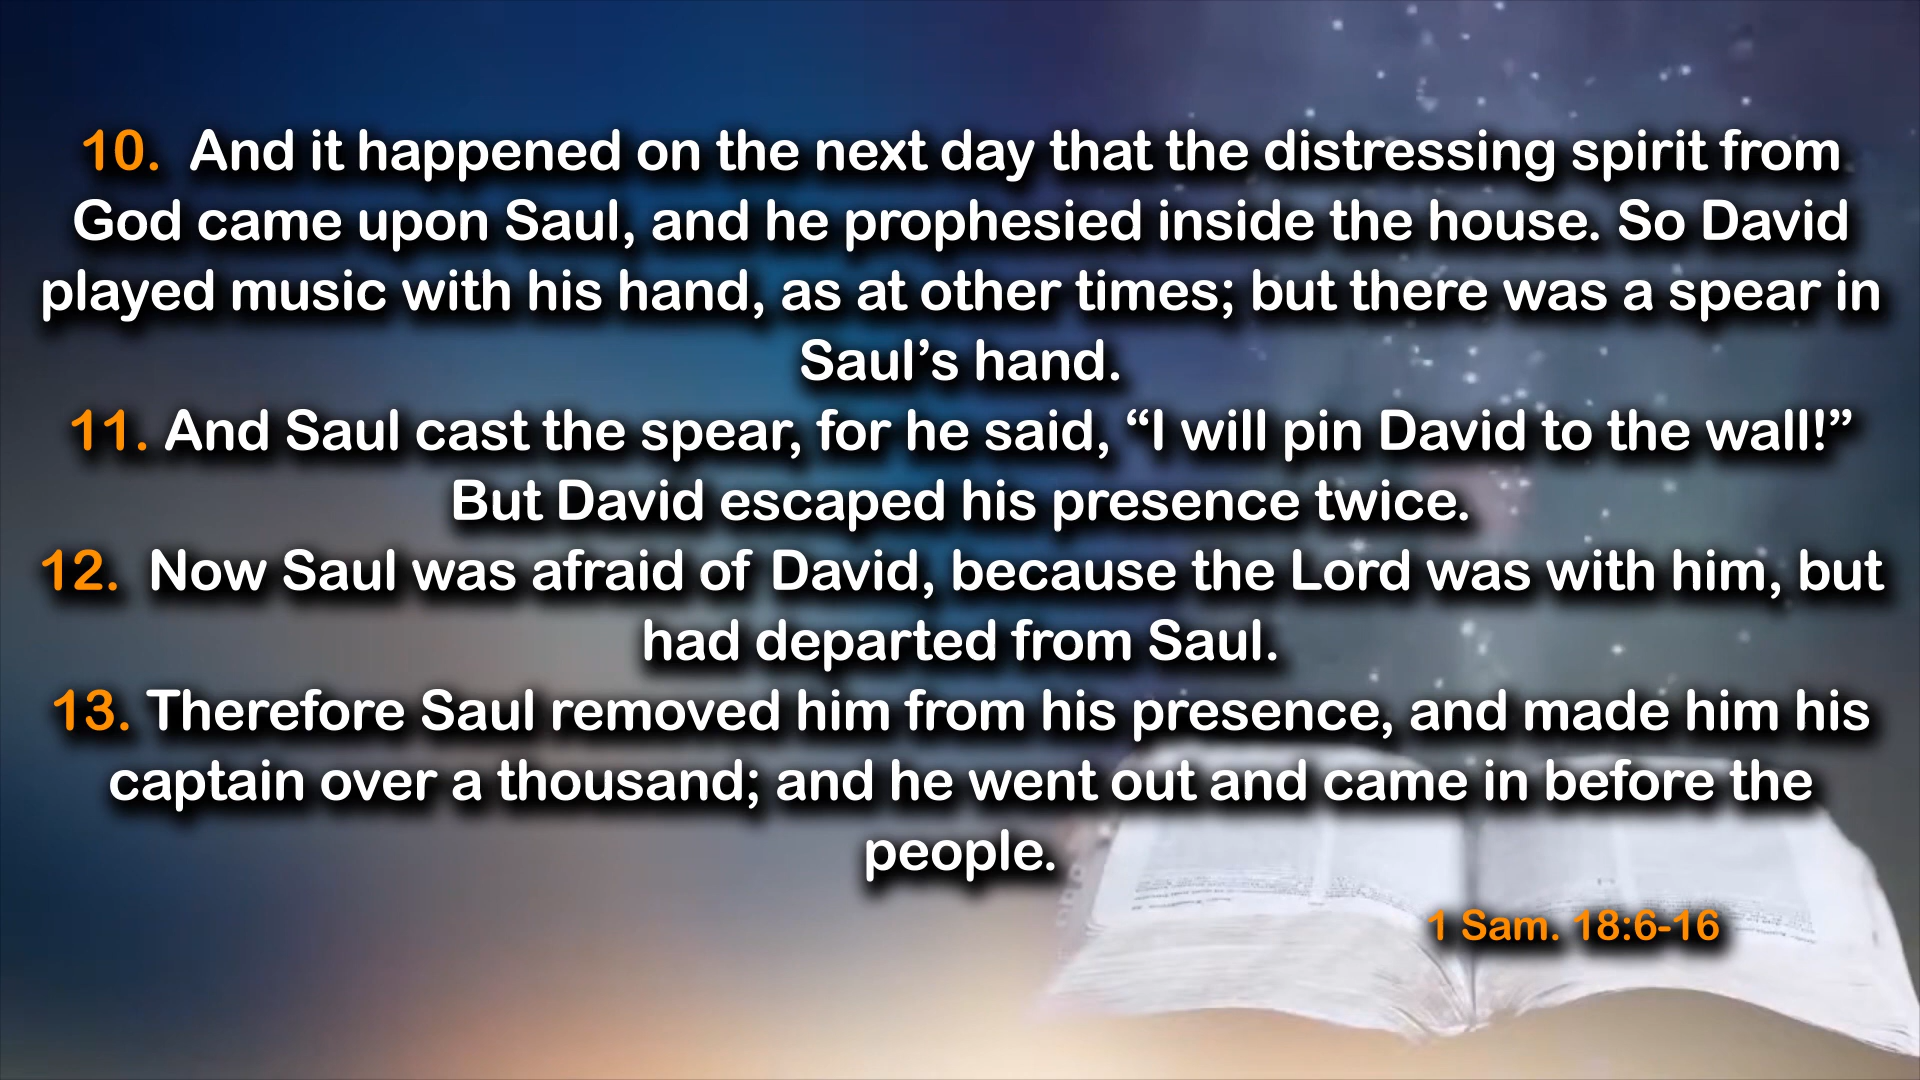 10.  And it happened on the next day that the distressing spirit from
God came upon Saul, and he prophesied inside the house. So David
played music with his hand, as at other times; but there was a spear in
Saul’s hand.
11. And Saul cast the spear, for he said, “I will pin David to the wall!”
But David escaped his presence twice.
12.  Now Saul was afraid of David, because the Lord was with him, but
had departed from Saul.
13. Therefore Saul removed him from his presence, and made him his
captain over a thousand; and he went out and came in before the
people.
1 Sam. 18:6-16